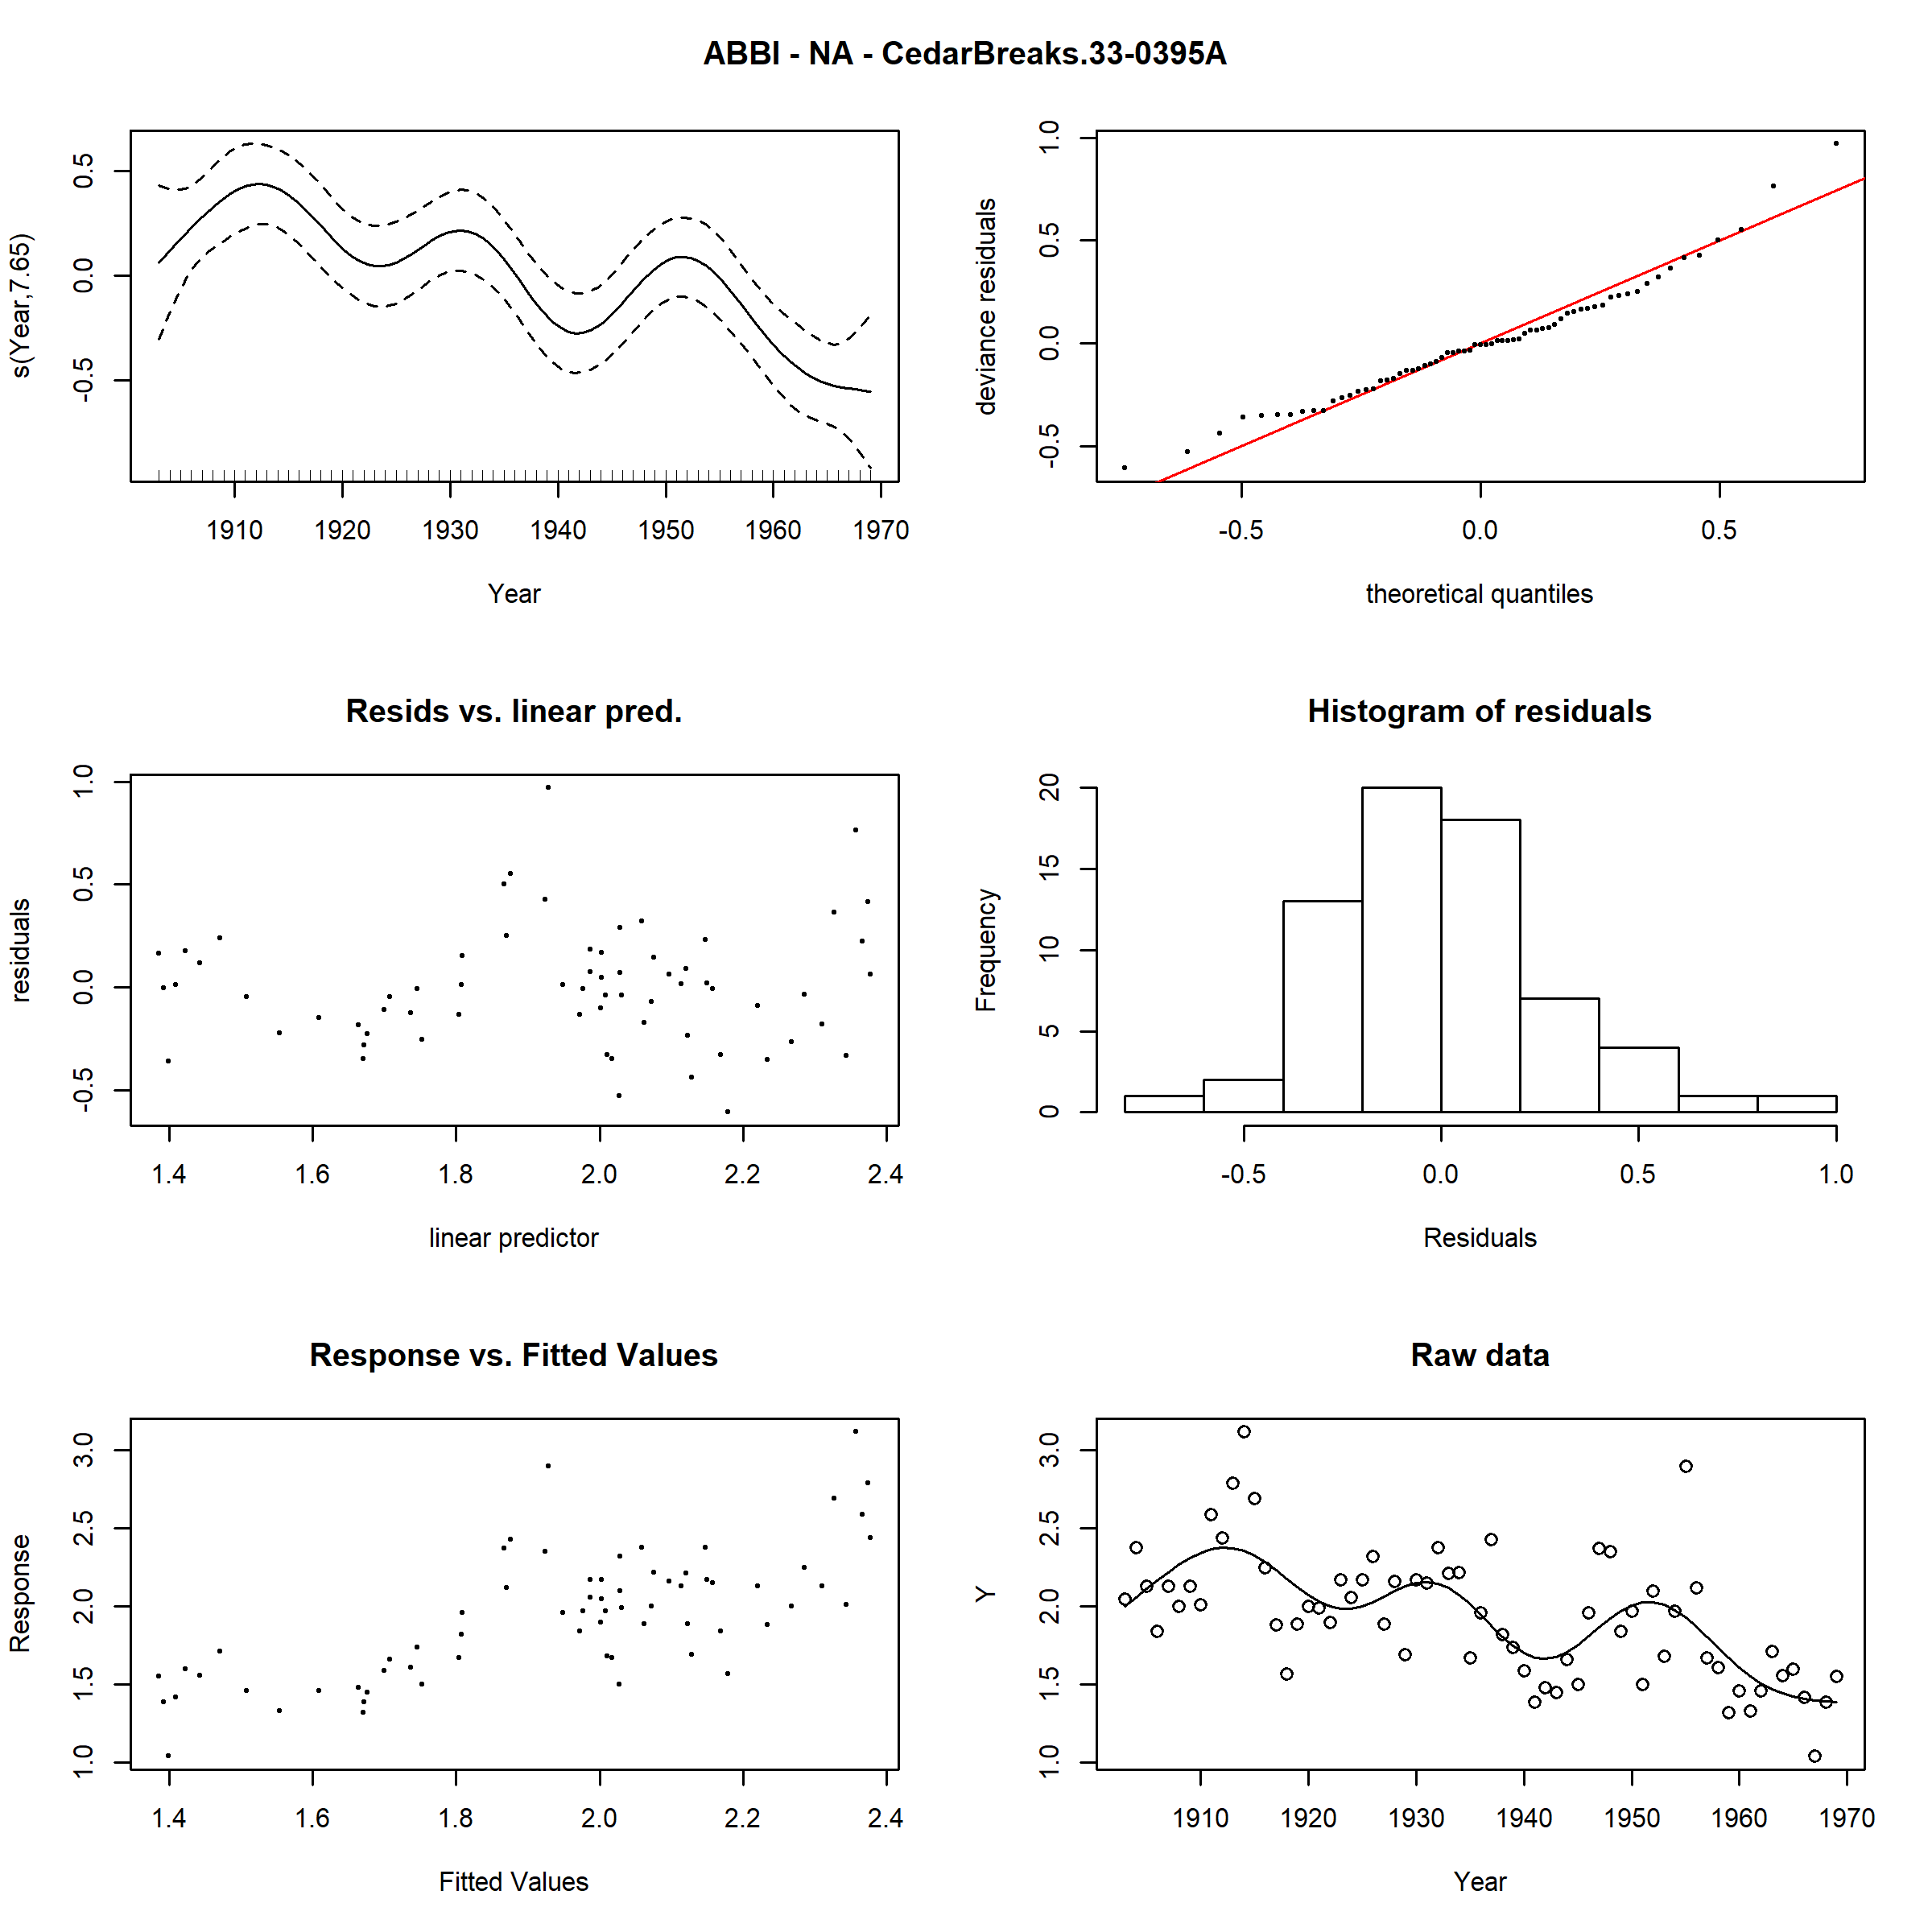 ABBI - NA - CedarBreaks.33-0395A
s(Year,7.65)
-0.5 0.0 0.5
1910 1920 1930 1940 1950 1960 1970
Year
deviance residuals
-0.5 0.0 0.5 1.0
-0.5 0.0 0.5
theoretical quantiles
Resids vs. linear pred.
residuals
-0.5 0.0 0.5 1.0
1.4 1.6 1.8 2.0 2.2 2.4
linear predictor
Histogram of residuals
Frequency
0 5 10 15 20
-0.5 0.0 0.5 1.0
Residuals
Response vs. Fitted Values
Response
1.0 1.5 2.0 2.5 3.0
1.4 1.6 1.8 2.0 2.2 2.4
Fitted Values
Raw data
Y
1.0 1.5 2.0 2.5 3.0
1910 1920 1930 1940 1950 1960 1970
Year